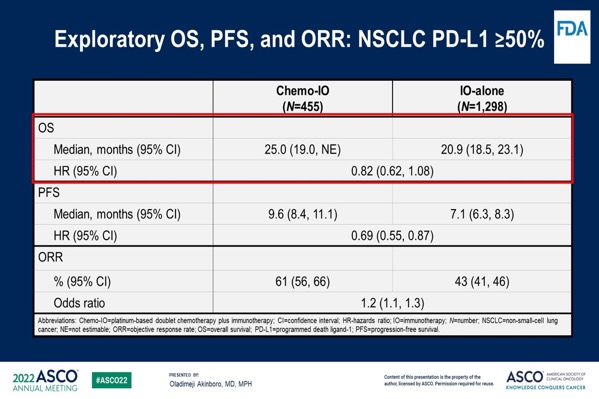 Exploratory OS, PFS, and ORR: NSCLC PD-L1 ≥50%
FDA
Chemo-IO
(N=455)
IO-alone
(N=1,298)
OS
Median, months (95% CI) 25.0 (19.0, NE) 20.9 (18.5, 23.1)
HR (95% CI) 0.82 (0.62, 1.08)
PFS
Median, months (95% CI) 9.6 (8.4, 11.1) 7.1 (6.3, 8.3)
HR (95% CI) 0.69 (0.55, 0.87)
ORR
% (95% CI) 61 (56, 66) 43 (41, 46)
Odds ratio 1.2 (1.1, 1.3)
Abbreviations: Chemo-IO=platinum-based doublet chemotherapy plus immunotherapy; CI=confidence interval; HR-hazards ratio; IO=immunotherapy; N=number; NSCLC=non-small-cell lung
cancer; NE=not estimable; ORR=objective response rate; OS=overall survival; PD-L1=programmed death ligand-1; PFS=progression-free survival.
2022 ASCO
ANNUAL MEETING
#ASCO22
PRESENTED BY:
Oladimeji Akinboro, MD, MPH
Content of this presentation is the property of the
author, licensed by ASCO. Permission required for reuse.
ASCO
AMERICAN SOCIETY OF
CLINICAL ONCOLOGY
KNOWLEDGE CONQUERS CANCER